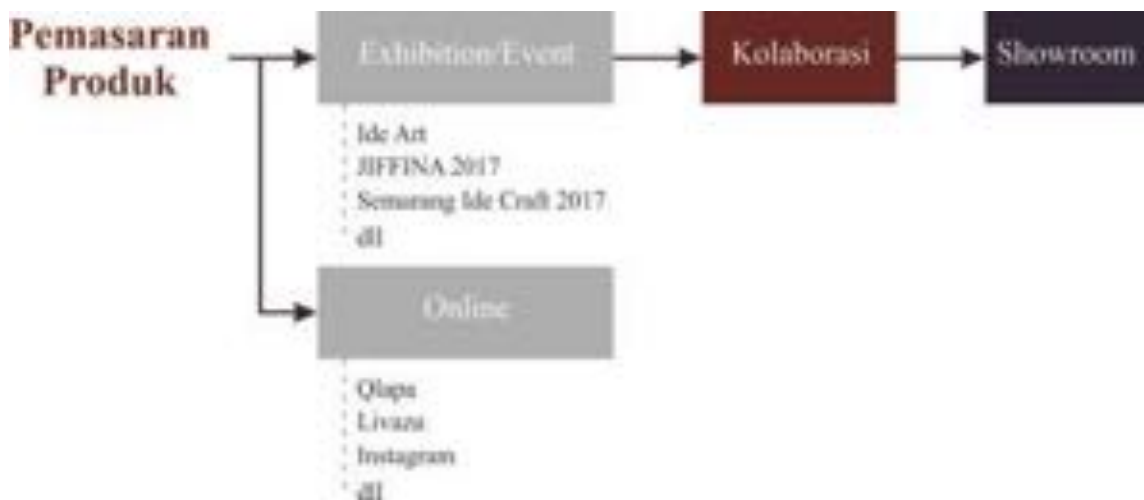 Pemasaran
Produk
Exhibition/Event
Kolaborasi
Showroom
Ide Art
JIFFINA 2017
Semarang Ide Craft 2017
dll
Online
Qlapa
Livaza
Instagram
dll